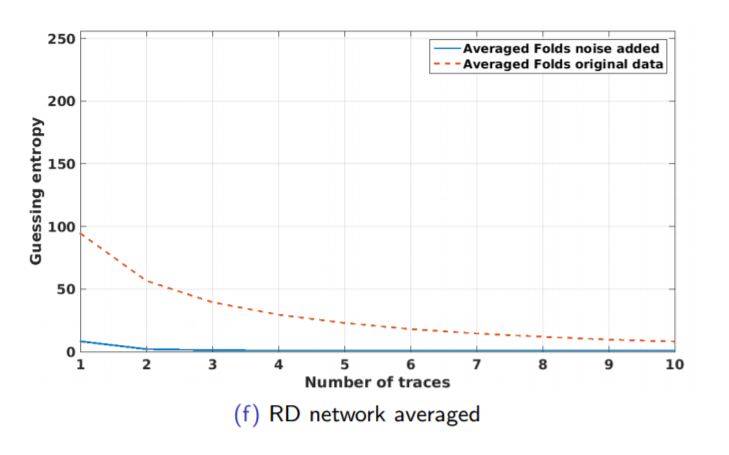 250
200
150
100
50
0
Guessing entropy
Averaged Folds noise added
Averaged Folds original data
1 2 3 4 5 6 7 8 9 10
Number of traces
(f) RD network averaged